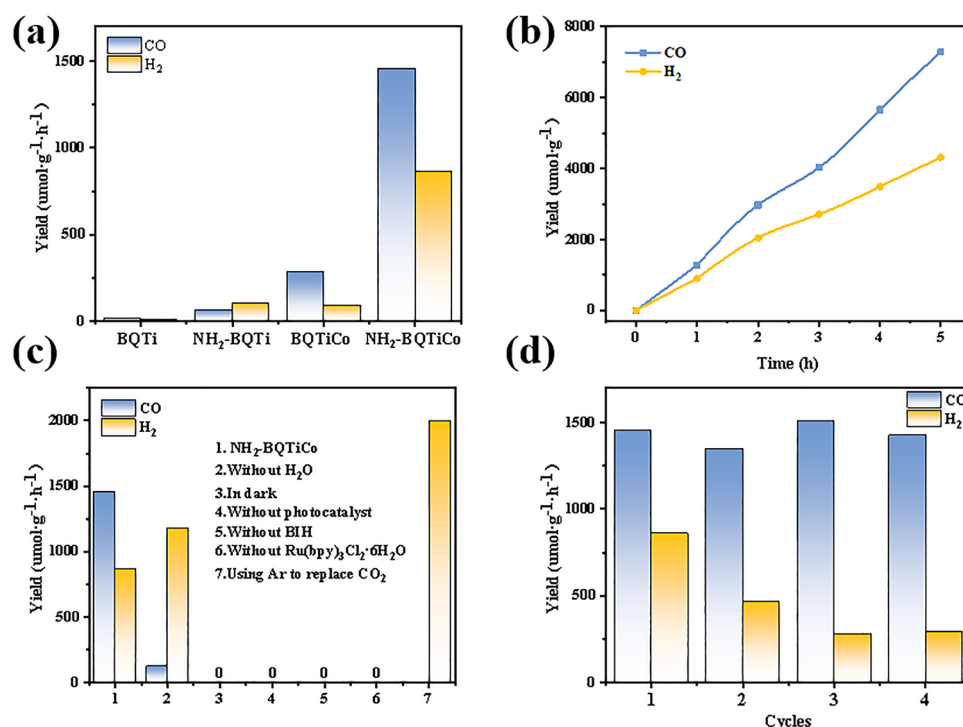 (a)
CO
H₂
Yield (umol·g⁻¹·h⁻¹)
1500
1000
500
0
BQTi NH₂-BQTi BQTiCo NH₂-BQTiCo
(b)
CO
H₂
Yield (umol·g⁻¹·h⁻¹)
8000
6000
4000
2000
0
0 1 2 3 4 5
Time (h)
(c)
CO
H₂
Yield (umol·g⁻¹·h⁻¹)
2000
1500
1000
500
0
1. NH₂-BQTiCo
2.Without H₂O
3.In dark
4.Without photocatalyst
5.Without BIH
6.Without Ru(bpy)₃Cl₂·6H₂O
7.Using Ar to replace CO₂
0 0 0 0
1 2 3 4 5 6 7
(d)
CO
H₂
Yield (umol·g⁻¹·h⁻¹)
1500
1000
500
0
1 2 3 4
Cycles